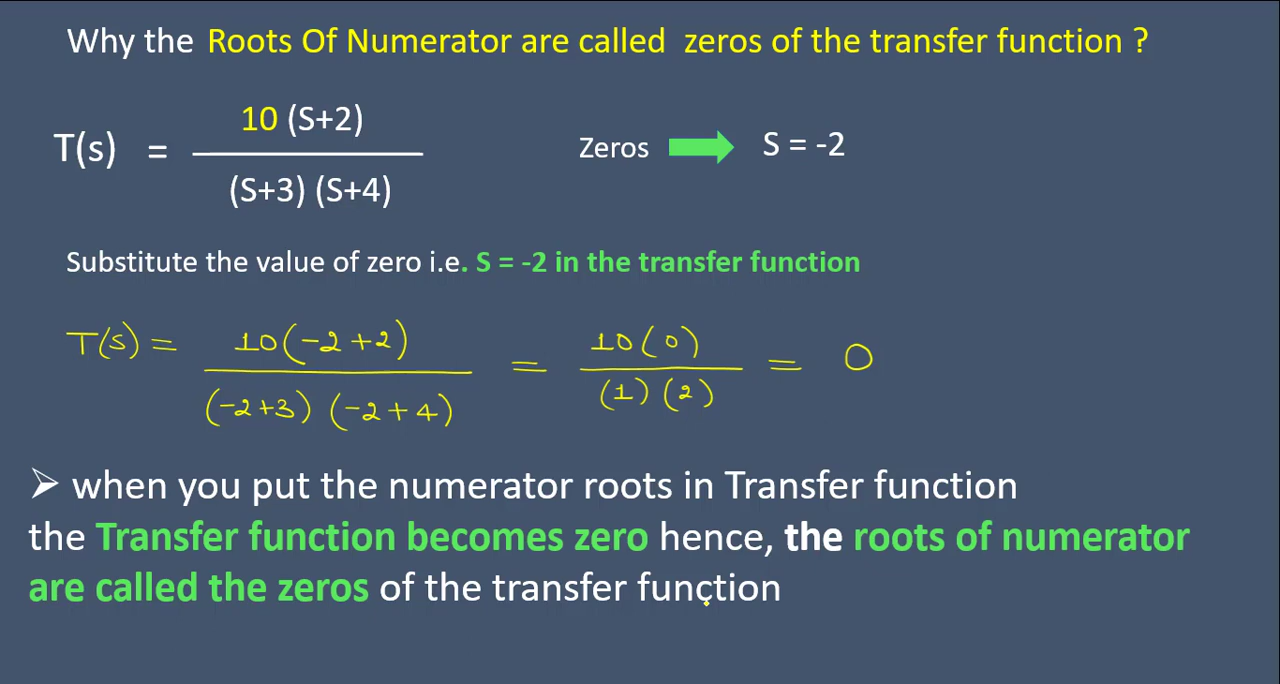 Why the Roots Of Numerator are called zeros of the transfer function ?
10 (S+2)
T(s) = Zeros S = -2
(S+3) (S+4)
Substitute the value of zero i.e. S = -2 in the transfer function
T(s) = 10(-2+2) = 10(0) = 0
(-2+3) (-2+4) (1) (2)
➢ when you put the numerator roots in Transfer function
the Transfer function becomes zero hence, the roots of numerator
are called the zeros of the transfer function